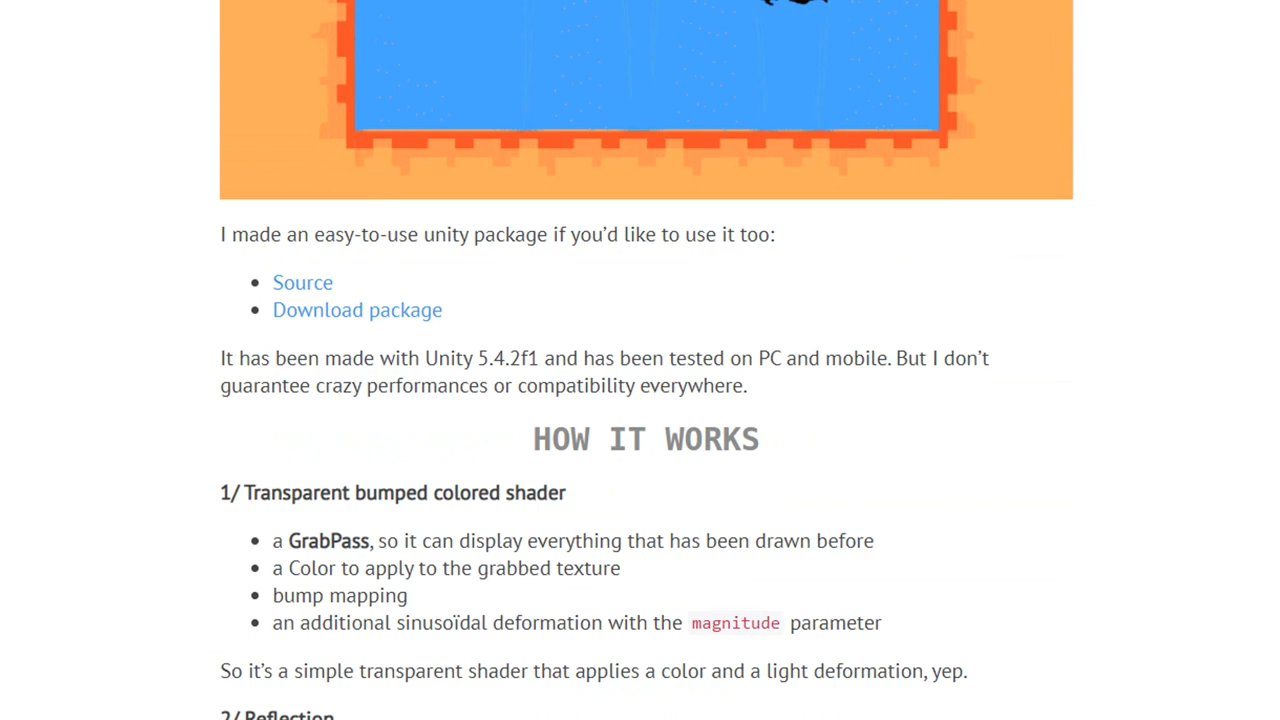 I made an easy-to-use unity package if you’d like to use it too:
Source
Download package
It has been made with Unity 5.4.2f1 and has been tested on PC and mobile. But I don’t
guarantee crazy performances or compatibility everywhere.
HOW IT WORKS
1/ Transparent bumped colored shader
a GrabPass, so it can display everything that has been drawn before
a Color to apply to the grabbed texture
bump mapping
an additional sinusoïdal deformation with the magnitude parameter
So it’s a simple transparent shader that applies a color and a light deformation, yep.
2/ Reflection